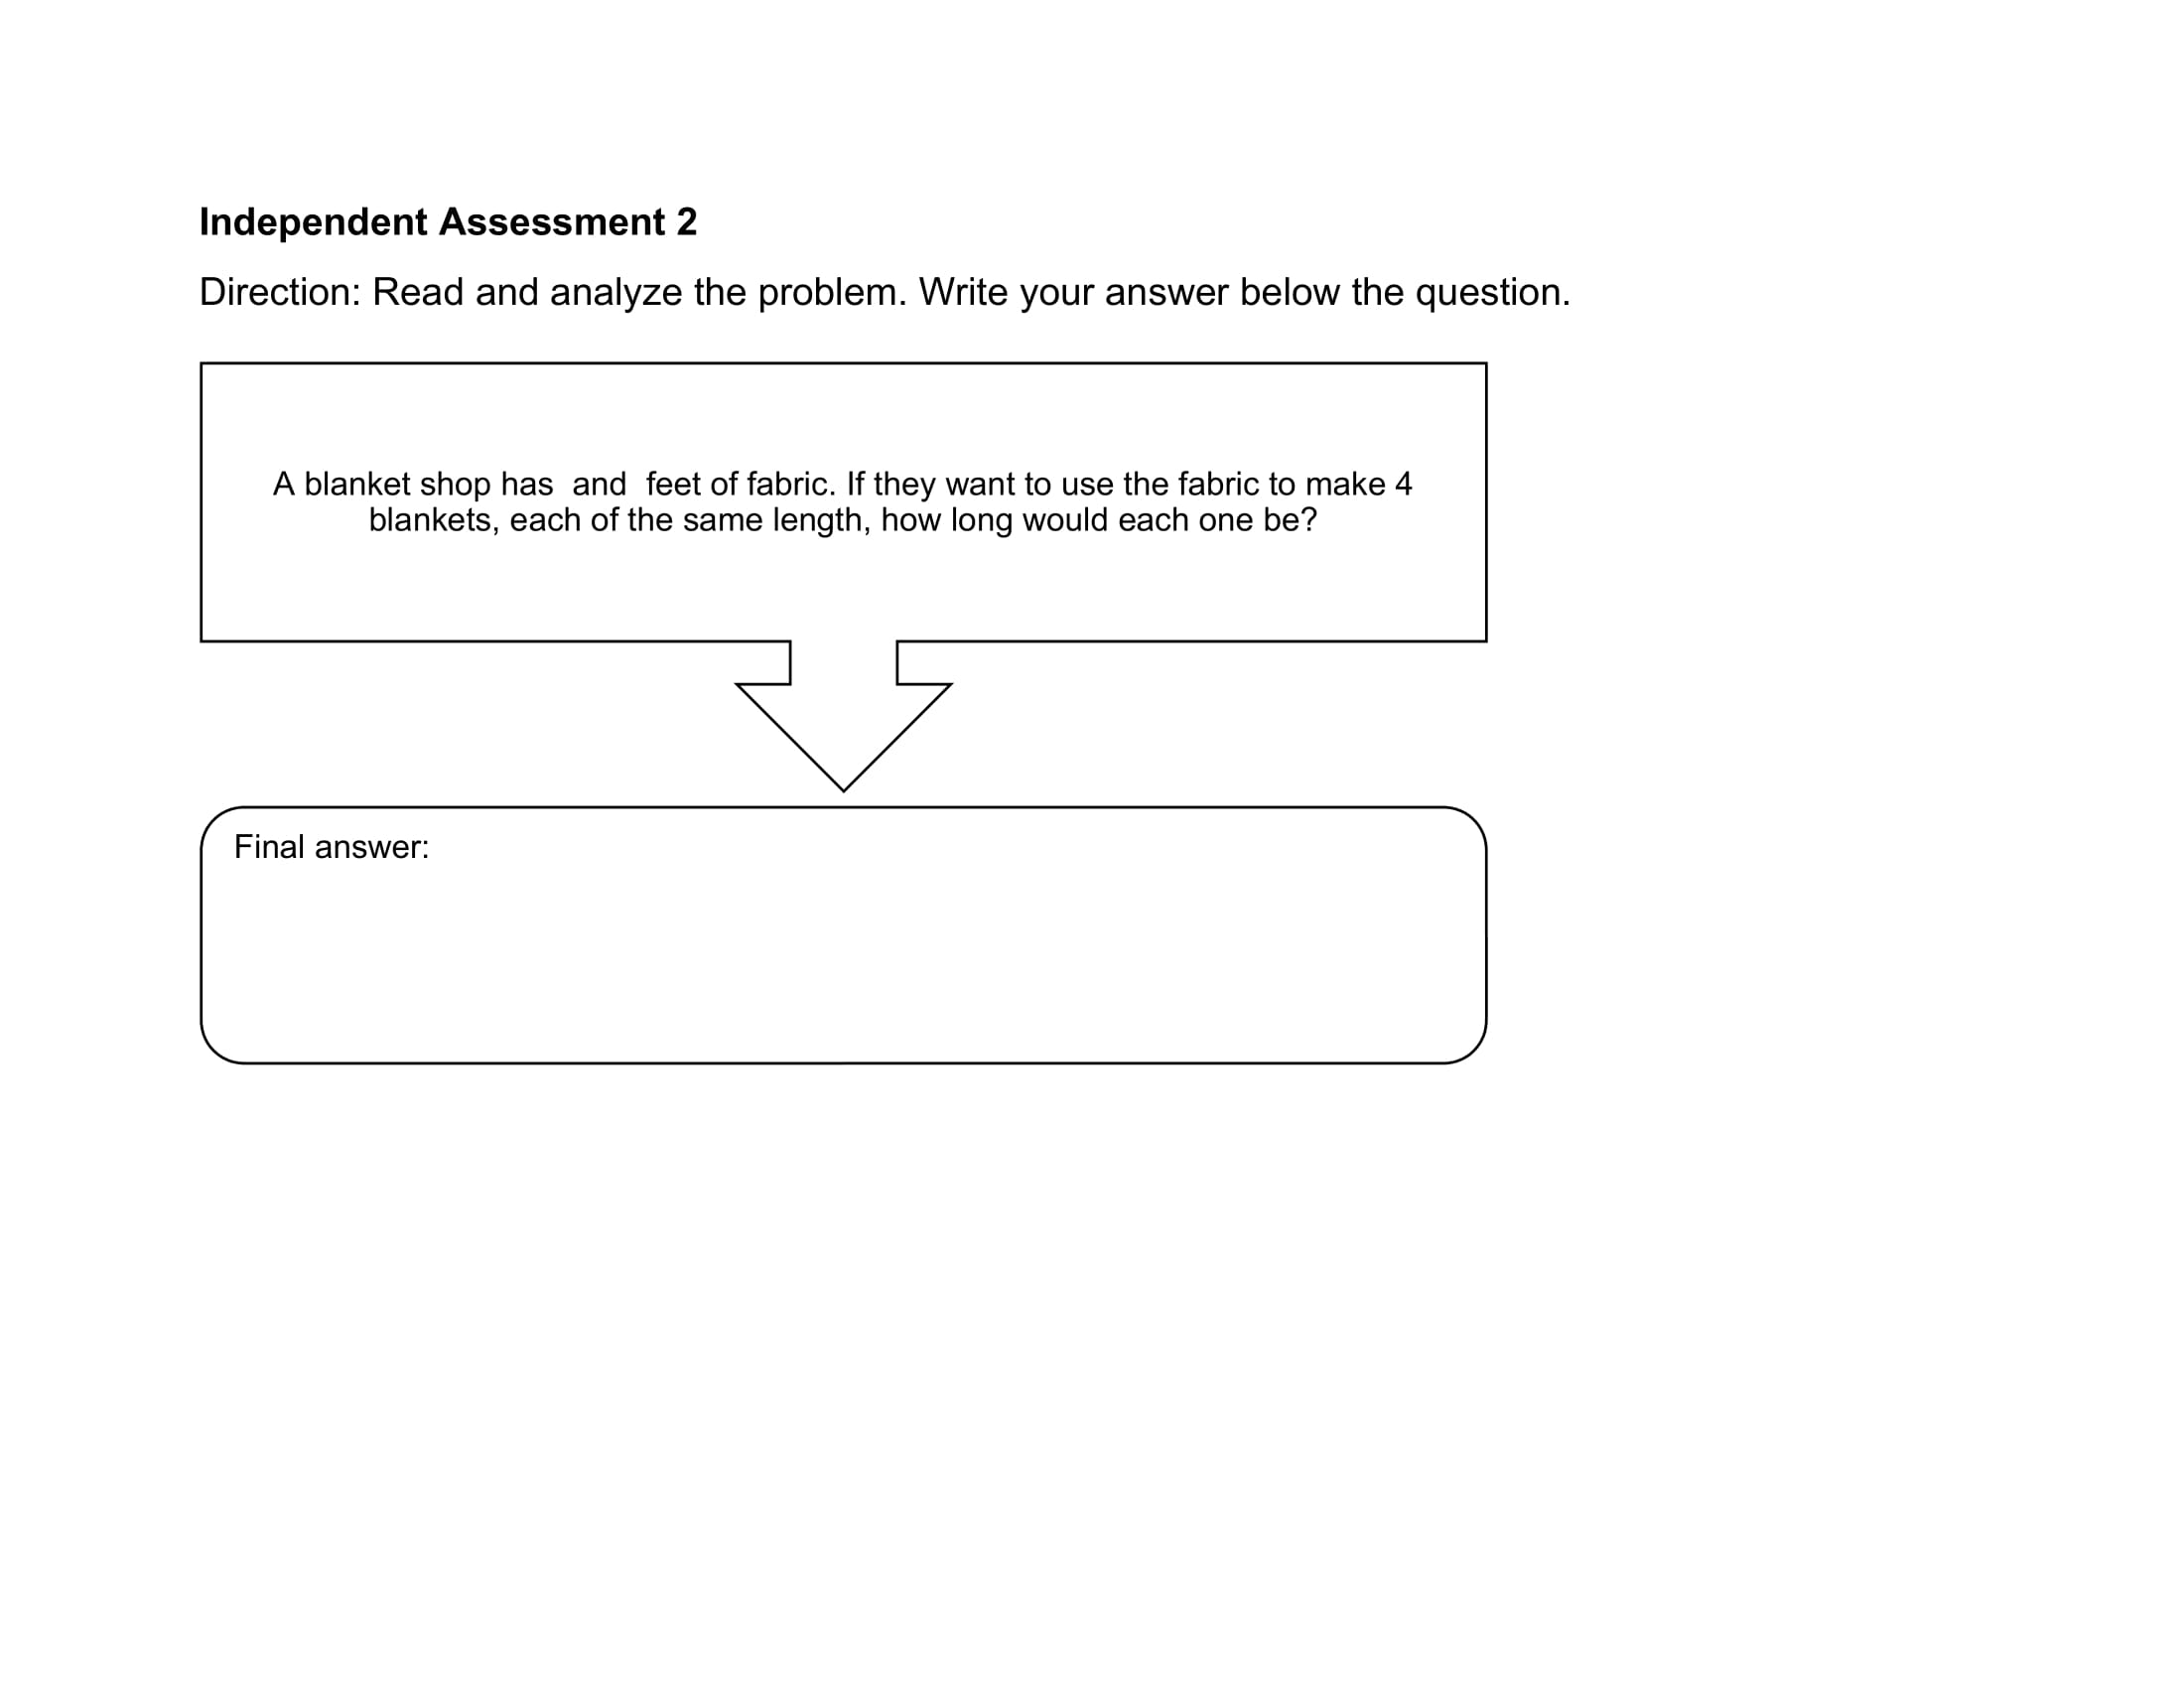 Independent Assessment 2
Direction: Read and analyze the problem. Write your answer below the question.
A blanket shop has  and  feet of fabric. If they want to use the fabric to make 4
blankets, each of the same length, how long would each one be?
Final answer: